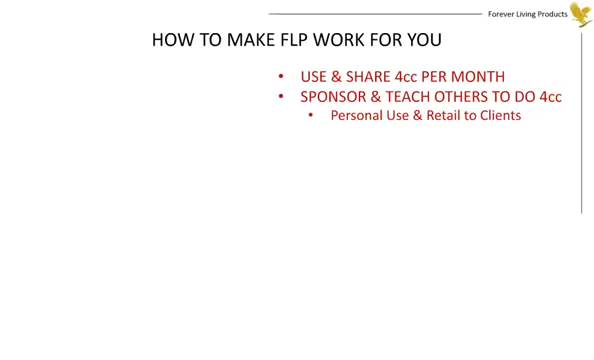 Forever Living Products
HOW TO MAKE FLP WORK FOR YOU
• USE & SHARE 4cc PER MONTH
• SPONSOR & TEACH OTHERS TO DO 4cc
• Personal Use & Retail to Clients